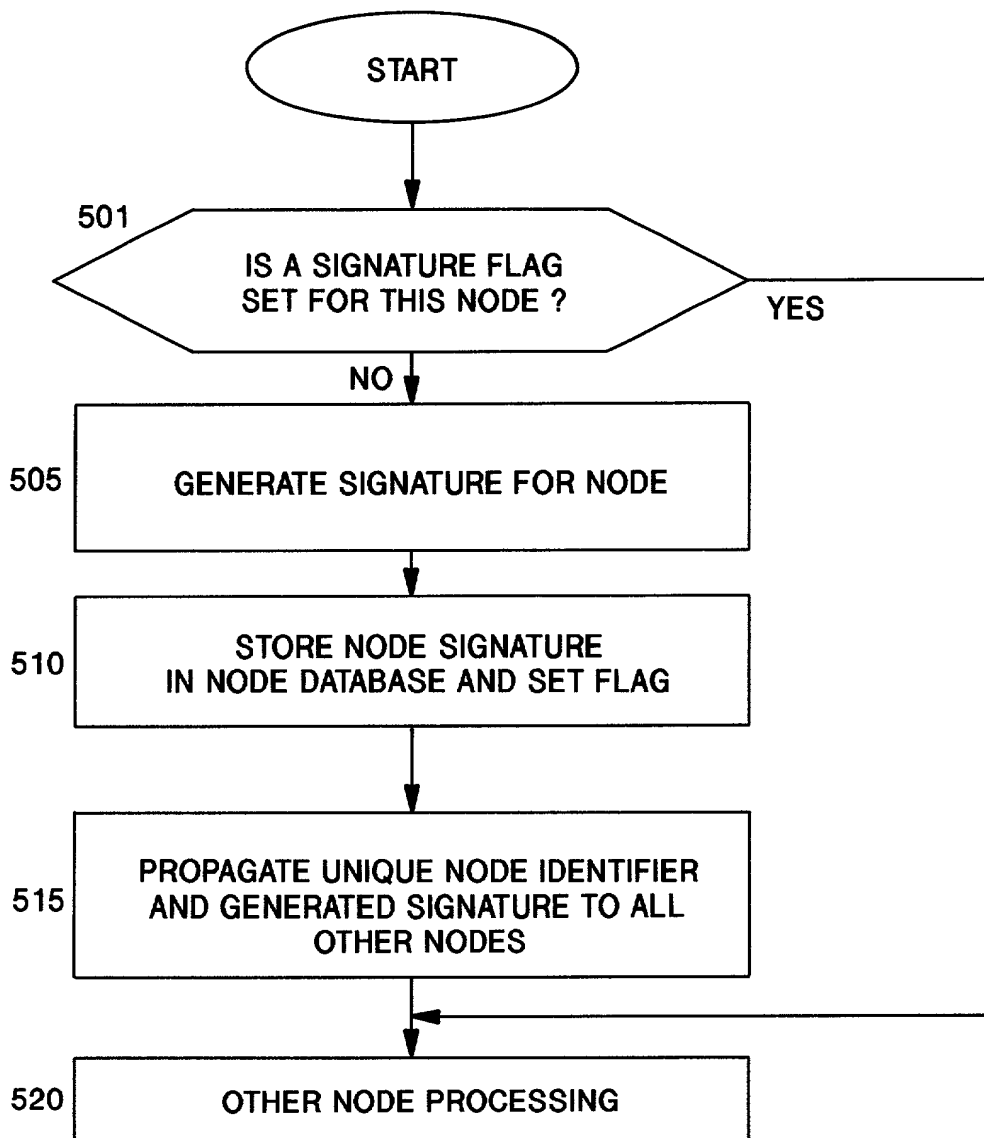 START
501
IS A SIGNATURE FLAG
SET FOR THIS NODE ?
YES
NO
505
GENERATE SIGNATURE FOR NODE
510
STORE NODE SIGNATURE
IN NODE DATABASE AND SET FLAG
515
PROPAGATE UNIQUE NODE IDENTIFIER
AND GENERATED SIGNATURE TO ALL
OTHER NODES
520
OTHER NODE PROCESSING